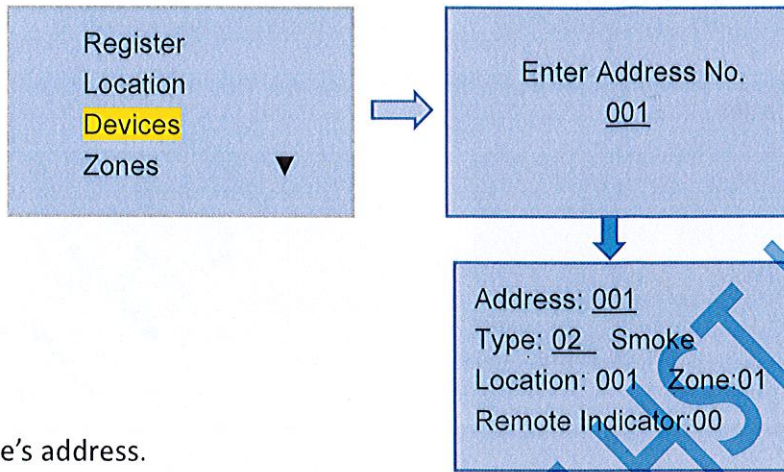 Register
Location
Devices
Zones ▼
Enter Address No.
001
Address: 001
Type: 02 Smoke
Location: 001 Zone:01
Remote Indicator:00
e's address.